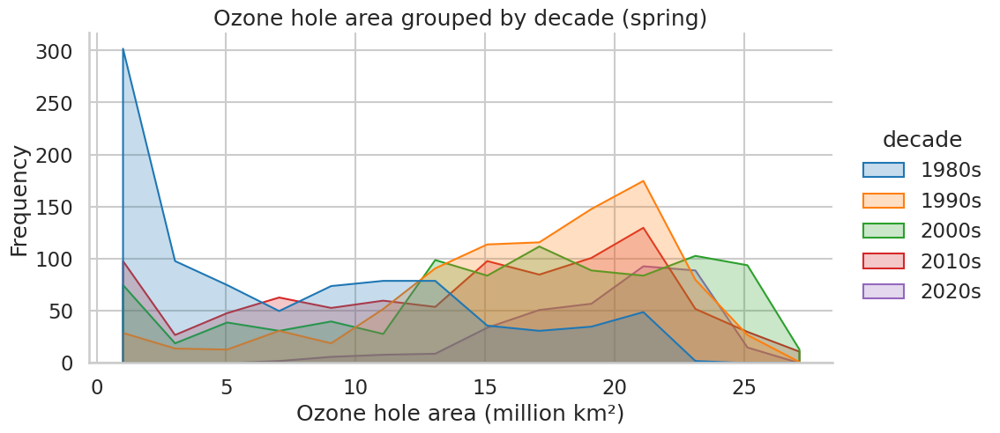 Ozone hole area grouped by decade (spring)
Frequency
300
250
200
150
100
50
0
0 5 10 15 20 25
Ozone hole area (million km²)
decade
1980s
1990s
2000s
2010s
2020s